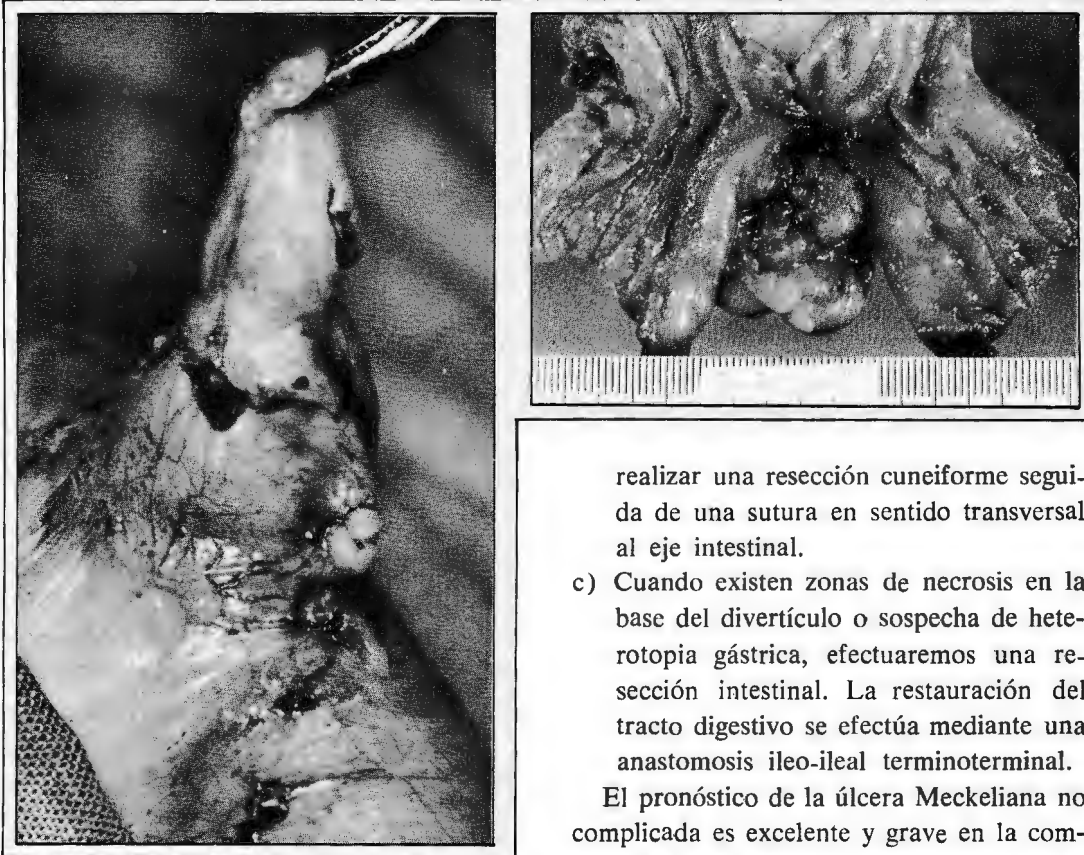 realizar una resección cuneiforme segui-
da de una sutura en sentido transversal
al eje intestinal.
c) Cuando existen zonas de necrosis en la
base del divertículo o sospecha de hete-
rotopia gástrica, efectuaremos una re-
sección intestinal. La restauración del
tracto digestivo se efectúa mediante una
anastomosis ileo-ileal terminoterminal.
El pronóstico de la úlcera Meckeliana no
complicada es excelente y grave en la com-